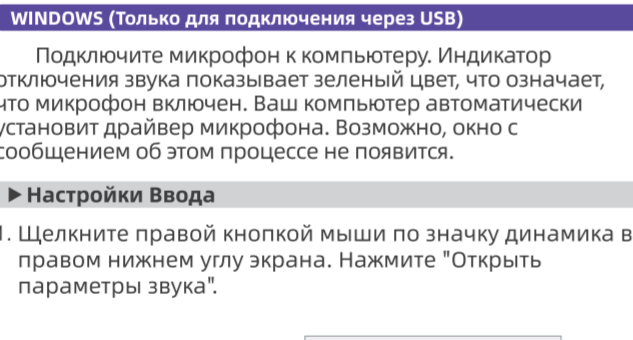 WINDOWS (Только для подключения через USB)
Подключите микрофон к компьютеру. Индикатор
отключения звука показывает зеленый цвет, что означает,
что микрофон включен. Ваш компьютер автоматически
установит драйвер микрофона. Возможно, окно с
сообщением об этом процессе не появится.
▶Настройки Ввода
1. Щелкните правой кнопкой мыши по значку динамика в
правом нижнем углу экрана. Нажмите "Открыть
параметры звука".